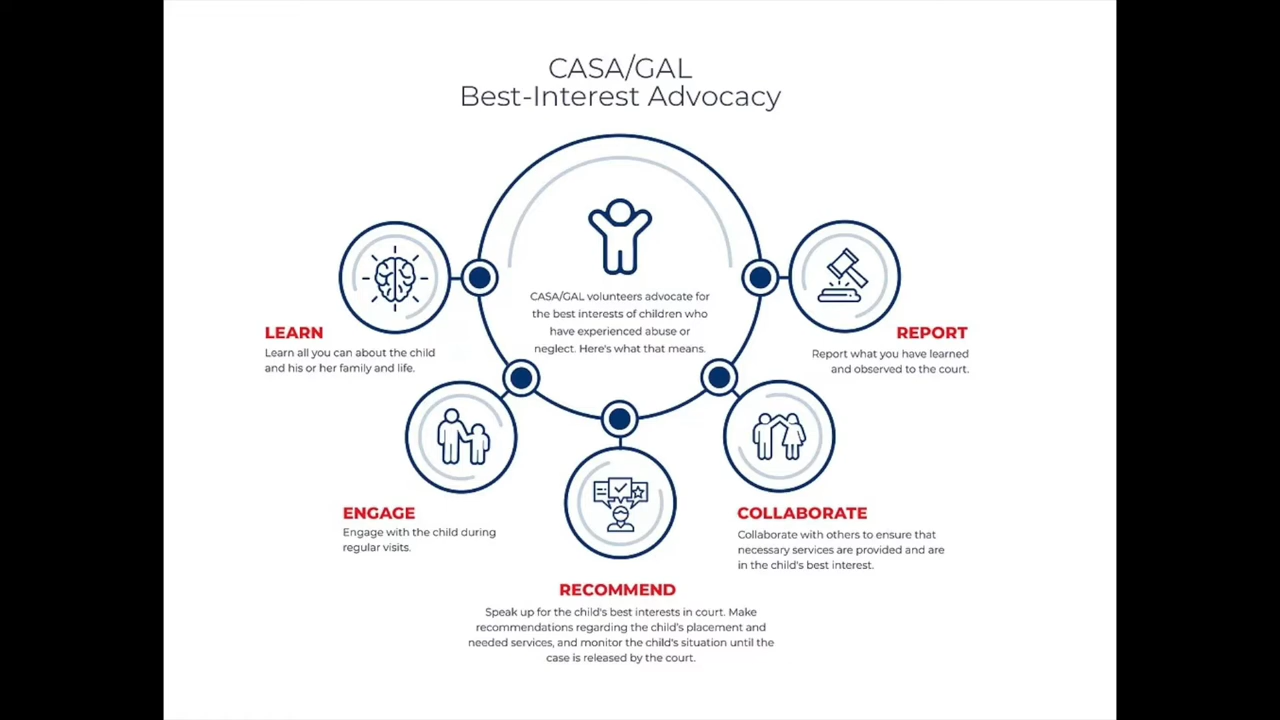 CASA/GAL
Best-Interest Advocacy
CASA/GAL volunteers advocate for
the best interests of children who
have experienced abuse or
neglect. Here's what that means.
LEARN
Learn all you can about the child
and his or her family and life.
ENGAGE
Engage with the child during
regular visits.
RECOMMEND
Speak up for the child's best interests in court. Make
recommendations regarding the child's placement and
needed services, and monitor the child's situation until the
case is released by the court.
COLLABORATE
Collaborate with others to ensure that
necessary services are provided and are
in the child's best interest.
REPORT
Report what you have learned
and observed to the court.